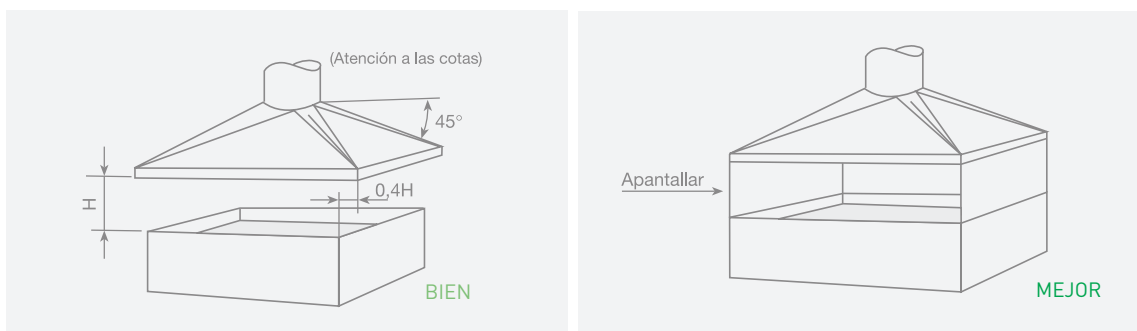 (Atención a las cotas)
45°
0,4H
H
BIEN
Apantallar
MEJOR